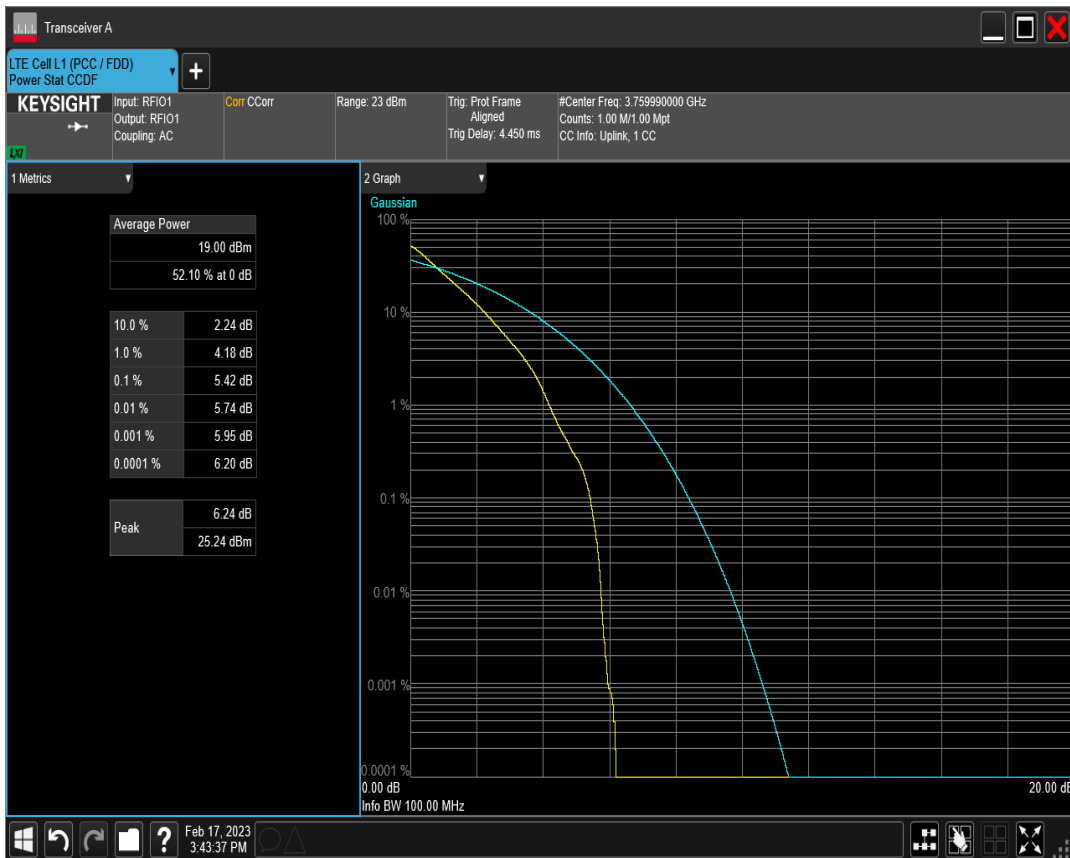 Transceiver A
LTE Cell L1 (PCC / FDD)
Power Stat CCDF
KEYSIGHT
LXI
Input: RFIO1
Output: RFIO1
Coupling: AC
Corr CCorr
Range: 23 dBm
Trig: Prot Frame
Aligned
Trig Delay: 4.450 ms
#Center Freq: 3.759990000 GHz
Counts: 1.00 M/1.00 Mpt
CC Info: Uplink, 1 CC
1 Metrics
Average Power
19.00 dBm
52.10 % at 0 dB
10.0 % 2.24 dB
1.0 % 4.18 dB
0.1 % 5.42 dB
0.01 % 5.74 dB
0.001 % 5.95 dB
0.0001 % 6.20 dB
Peak
6.24 dB
25.24 dBm
2 Graph
Gaussian
100 %
10 %
1 %
0.1 %
0.01 %
0.001 %
0.0001 %
0.00 dB 20.00 dB
Info BW 100.00 MHz
?
Feb 17, 2023
3:43:37 PM